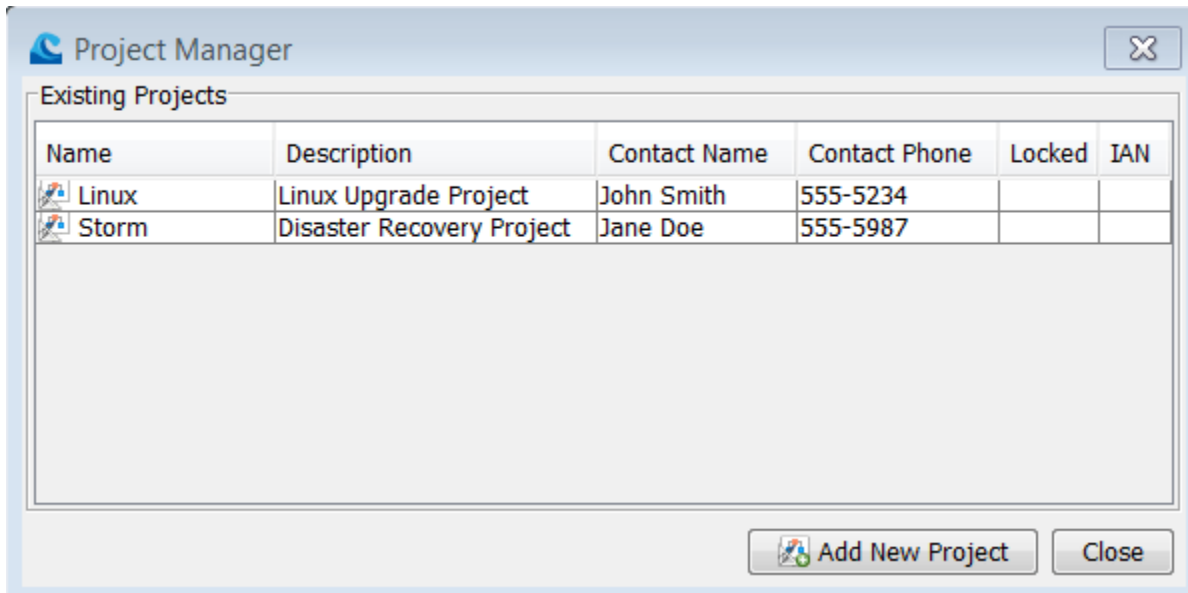 Project Manager
Existing Projects
Name Description Contact Name Contact Phone Locked IAN
Linux Linux Upgrade Project John Smith 555-5234
Storm Disaster Recovery Project Jane Doe 555-5987
Add New Project Close